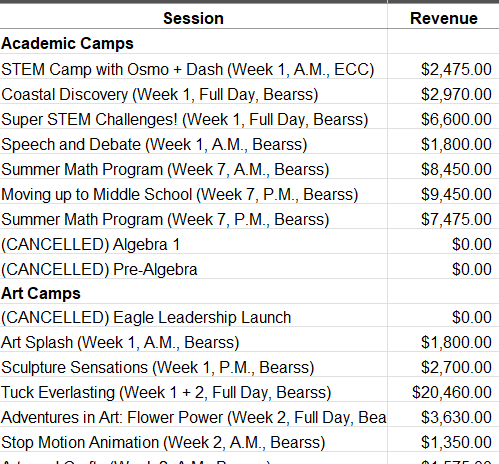 Session Revenue
Academic Camps
STEM Camp with Osmo + Dash (Week 1, A.M., ECC) $2,475.00
Coastal Discovery (Week 1, Full Day, Bearss) $2,970.00
Super STEM Challenges! (Week 1, Full Day, Bearss) $6,600.00
Speech and Debate (Week 1, A.M., Bearss) $1,800.00
Summer Math Program (Week 7, A.M., Bearss) $8,450.00
Moving up to Middle School (Week 7, P.M., Bearss) $9,450.00
Summer Math Program (Week 7, P.M., Bearss) $7,475.00
(CANCELLED) Algebra 1 $0.00
(CANCELLED) Pre-Algebra $0.00
Art Camps
(CANCELLED) Eagle Leadership Launch $0.00
Art Splash (Week 1, A.M., Bearss) $1,800.00
Sculpture Sensations (Week 1, P.M., Bearss) $2,700.00
Tuck Everlasting (Week 1 + 2, Full Day, Bearss) $20,460.00
Adventures in Art: Flower Power (Week 2, Full Day, Bea $3,630.00
Stop Motion Animation (Week 2, A.M., Bearss) $1,350.00